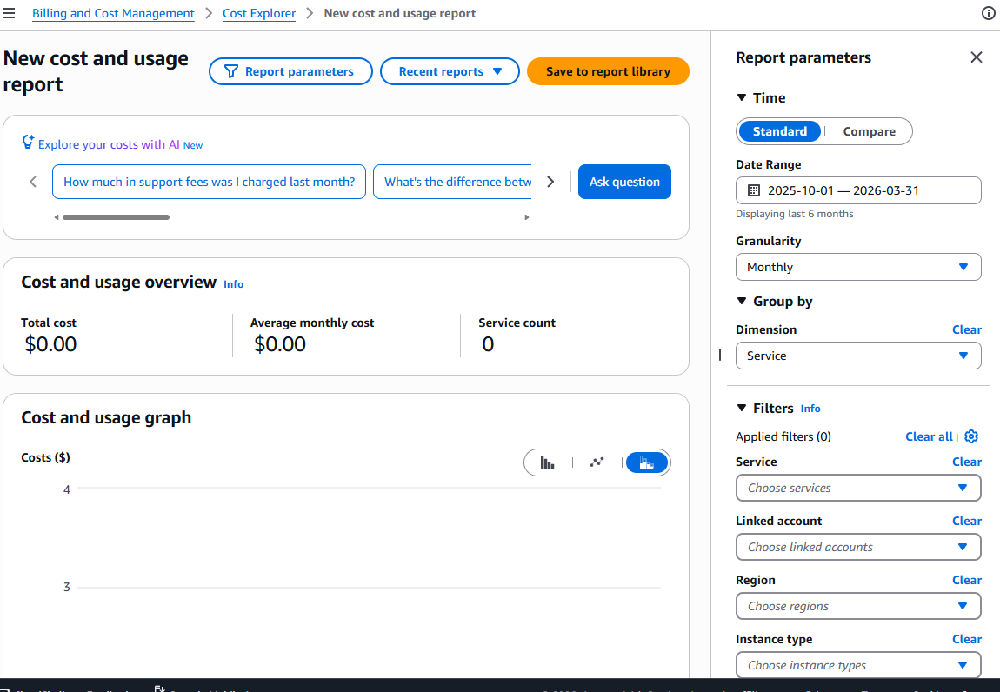 Billing and Cost Management > Cost Explorer > New cost and usage report
New cost and usage report
Report parameters
Recent reports
Save to report library
Explore your costs with AI New
How much in support fees was I charged last month?
What's the difference betw
Ask question
Cost and usage overview Info
Total cost
$0.00
Average monthly cost
$0.00
Service count
0
Cost and usage graph
Costs ($)
4
3
Report parameters
Time
Standard
Compare
Date Range
2025-10-01 — 2026-03-31
Displaying last 6 months
Granularity
Monthly
Group by
Dimension Clear
Service
Filters Info
Applied filters (0) Clear all
Service Clear
Choose services
Linked account Clear
Choose linked accounts
Region Clear
Choose regions
Instance type Clear
Choose instance types